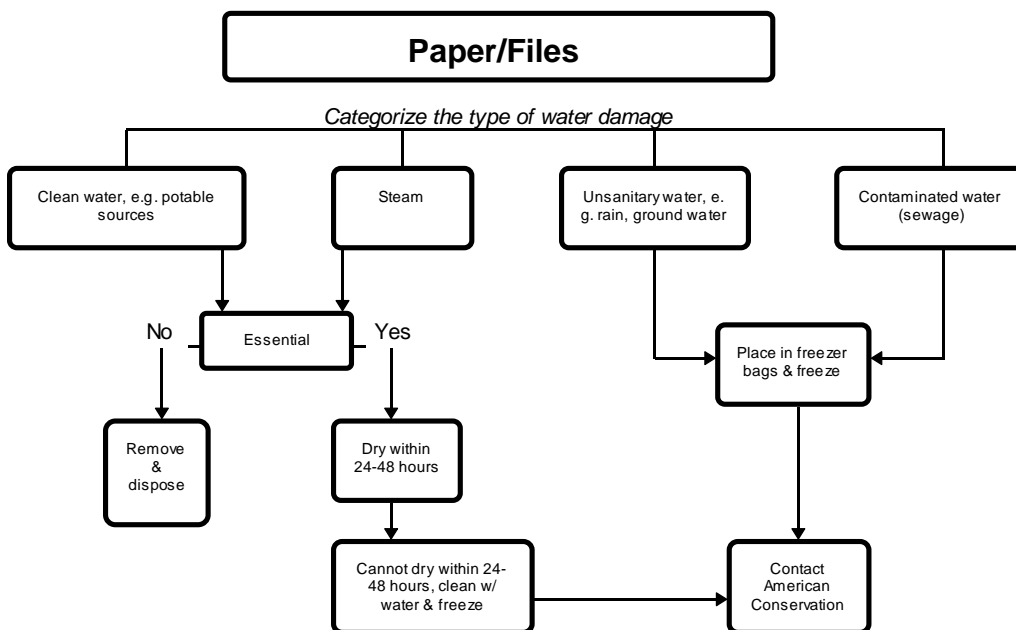 Paper/Files
Categorize the type of water damage
Clean water, e.g. potable
sources
Steam
Unsanitary water, e.
g. rain, ground water
Contaminated water
(sewage)
No
Essential
Yes
Place in freezer
bags & freeze
Remove
&
dispose
Dry within
24-48 hours
Cannot dry within 24-
48 hours, clean w/
water & freeze
Contact
American
Conservation